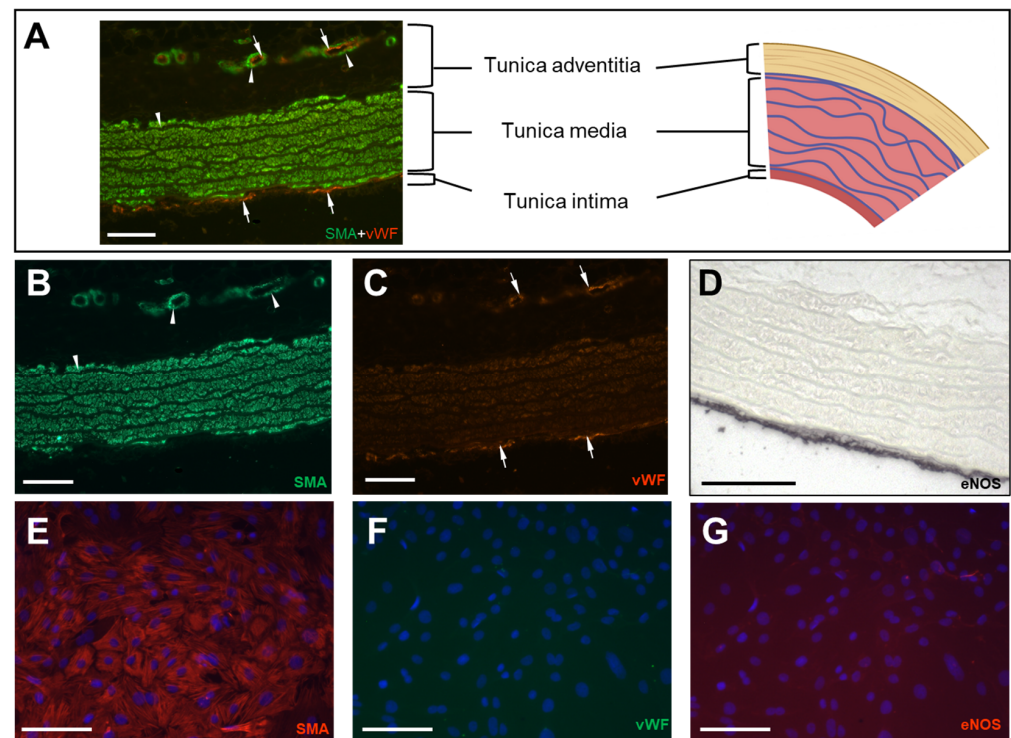 A
Tunica adventitia
Tunica media
Tunica intima
SMA+vWF
B
SMA
C
vWF
D
eNOS
E
SMA
F
vWF
G
eNOS